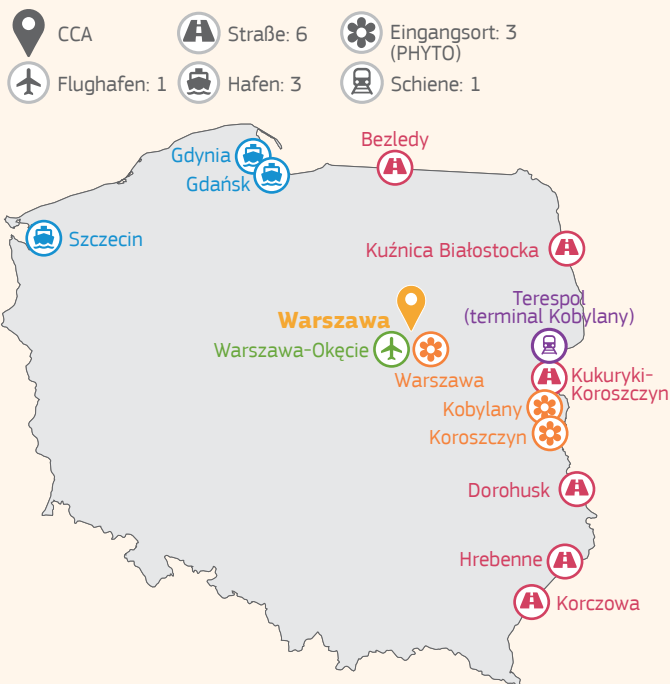 CCA
Straße: 6
Eingangsort: 3
(PHYTO)
Flughafen: 1
Hafen: 3
Schiene: 1
Bezledy
Gdynia
Gdańsk
Szczecin
Kuźnica Białostocka
Terespol
(terminal Kobylany)
Warszawa
Warszawa-Okęcie
Warszawa
Kukuryki-
Koroszczyn
Kobylany
Koroszczyn
Dorohusk
Hrebenne
Korczowa